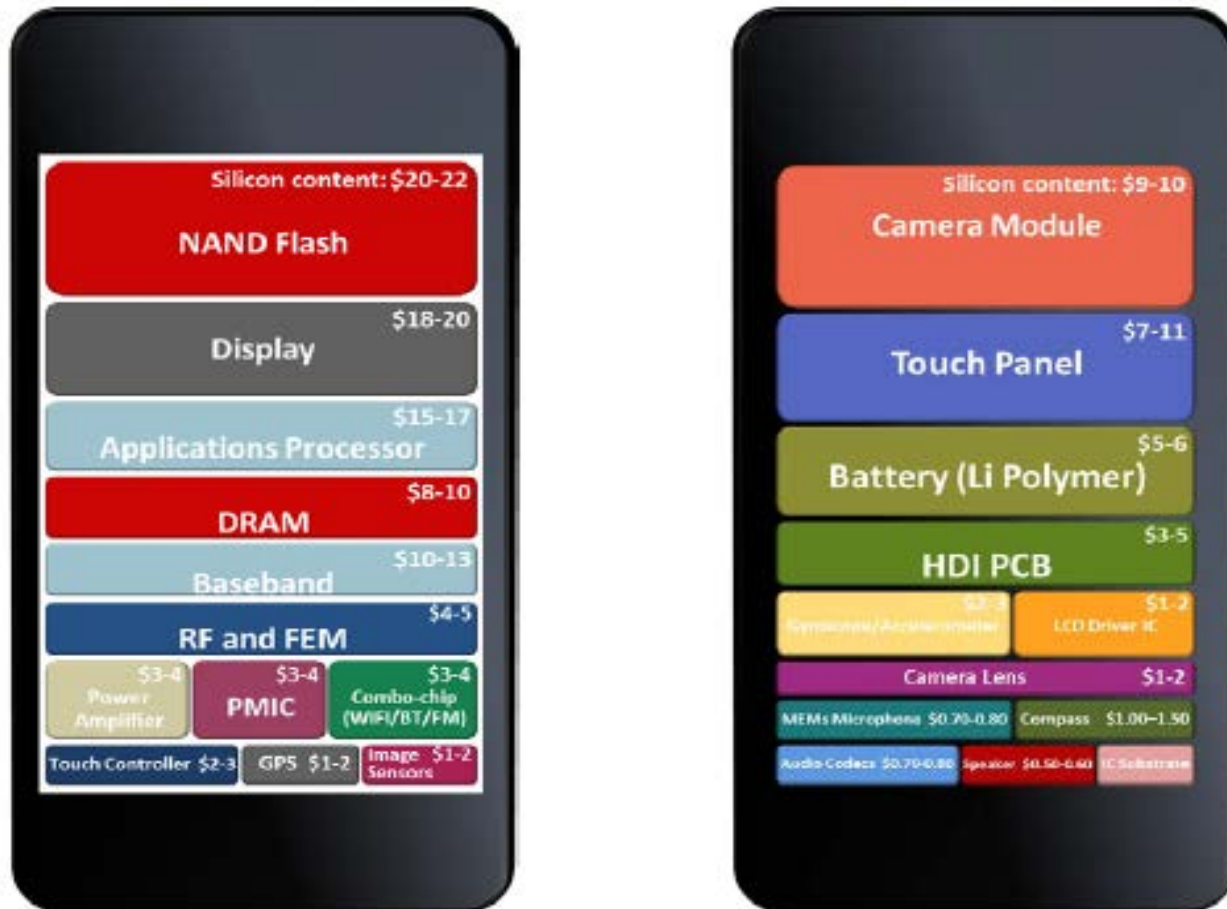 Silicon content: $20-22
NAND Flash
$18-20
Display
$15-17
Applications Processor
$8-10
DRAM
$10-13
Baseband
$4-5
RF and FEM
$3-4
Power
Amplifier
$3-4
PMIC
$3-4
Combo-chip
(WIFI/BT/FM)
Touch Controller $2-3
GPS $1-2
Image $1-2
Sensors
Silicon content: $9-10
Camera Module
$7-11
Touch Panel
$5-6
Battery (Li Polymer)
$3-5
HDI PCB
$2-3
Gyroscope/Accelerometer
$1-2
LCD Driver IC
Camera Lens $1-2
MEMs Microphone $0.70-0.80
Compass $1.00-1.50
Audio Codecs $0.70-0.80
Speaker $0.50-0.60
IC Substrate